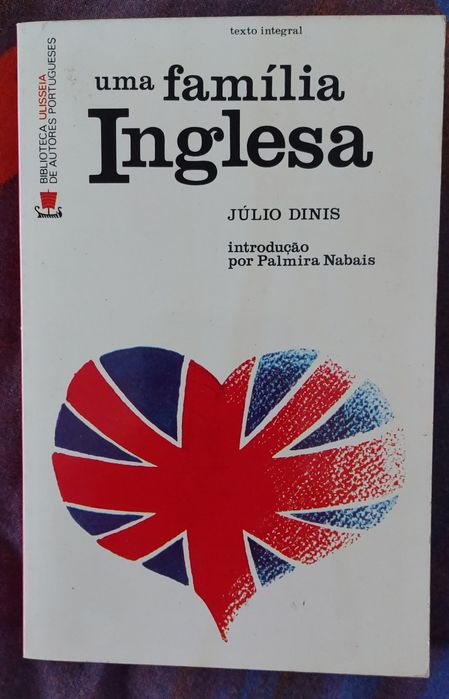 texto integral
BIBLIOTECA ULISSEIA
DE AUTORES PORTUGUESES
uma família
Inglesa
JÚLIO DINIS
introdução
por Palmira Nabais